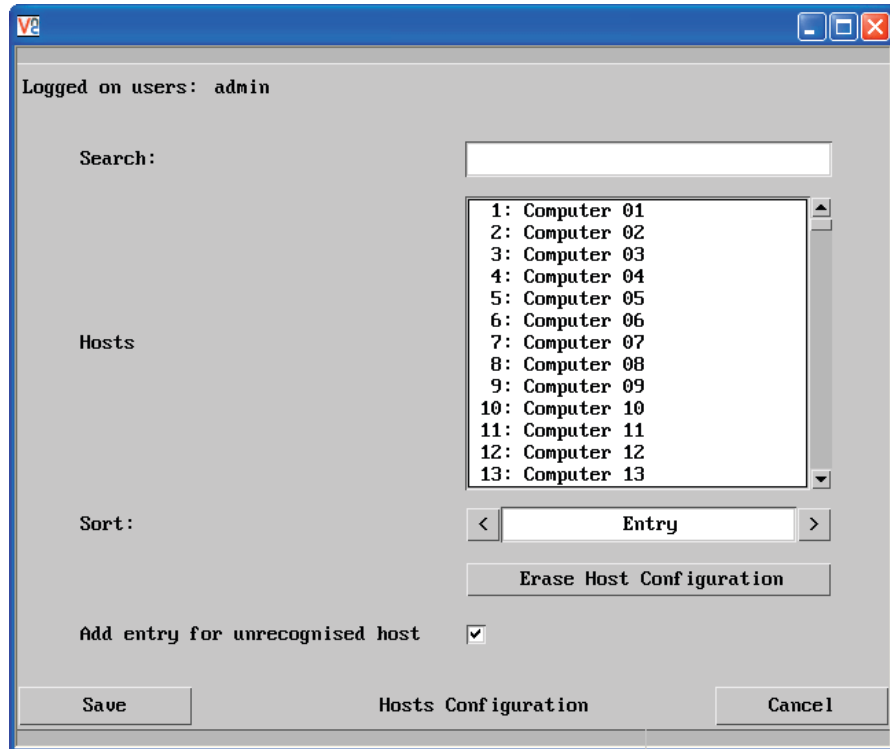 V2
Logged on users: admin
Search:
Hosts
1: Computer 01
2: Computer 02
3: Computer 03
4: Computer 04
5: Computer 05
6: Computer 06
7: Computer 07
8: Computer 08
9: Computer 09
10: Computer 10
11: Computer 11
12: Computer 12
13: Computer 13
Sort: < Entry >
Erase Host Configuration
Add entry for unrecognised host
Save Hosts Configuration Cancel